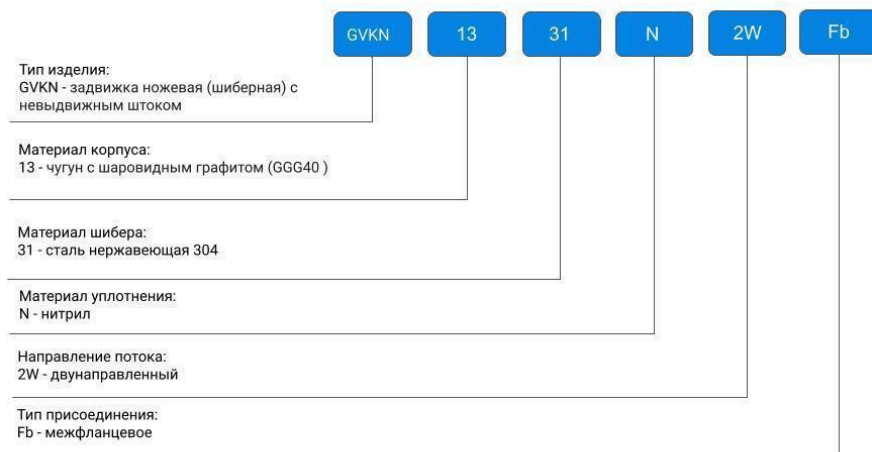 GVKN 13 31 N 2W Fb
Тип изделия:
GVKN - задвижка ножевая (шиберная) с
невыдвижным штоком
Материал корпуса:
13 - чугун с шаровидным графитом (GGG40 )
Материал шибера:
31 - сталь нержавеющая 304
Материал уплотнения:
N - нитрил
Направление потока:
2W - двунаправленный
Тип присоединения:
Fb - межфланцевое